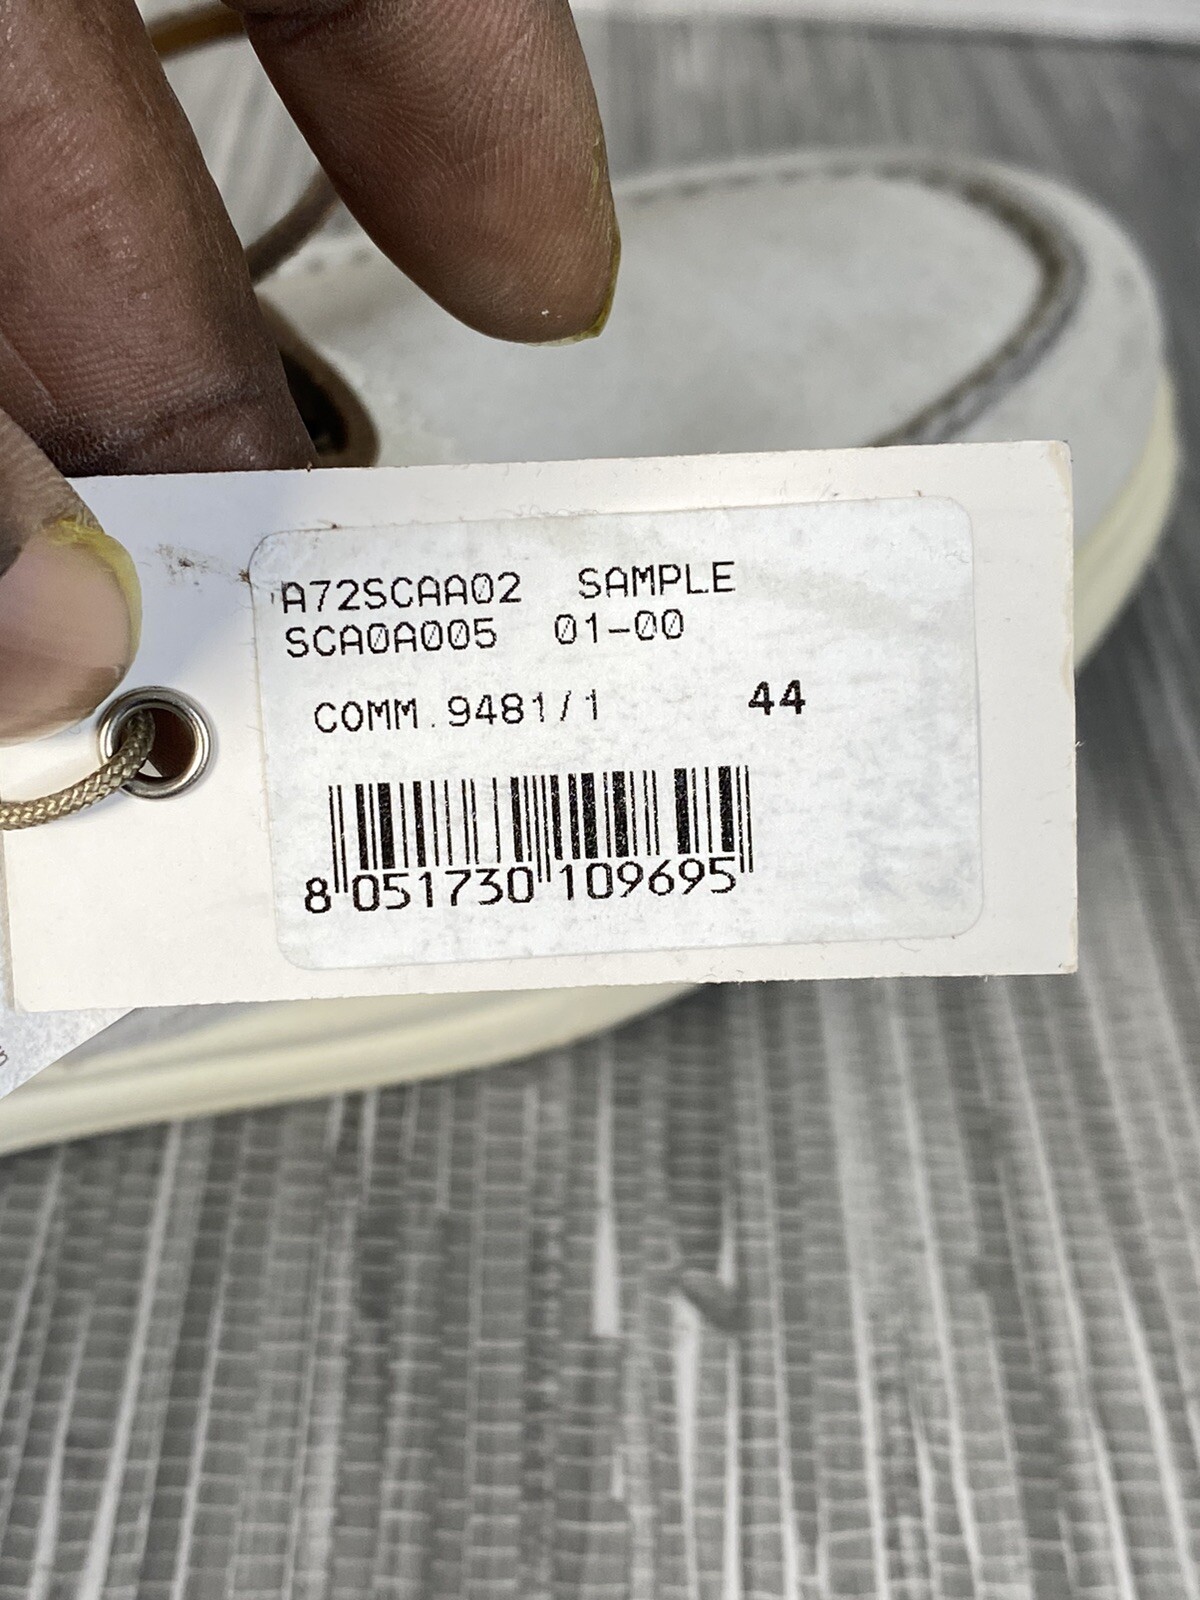 A72SCAA02 SAMPLE
SCA0A005 01-00
COMM.9481/1 44
8 051730 109695